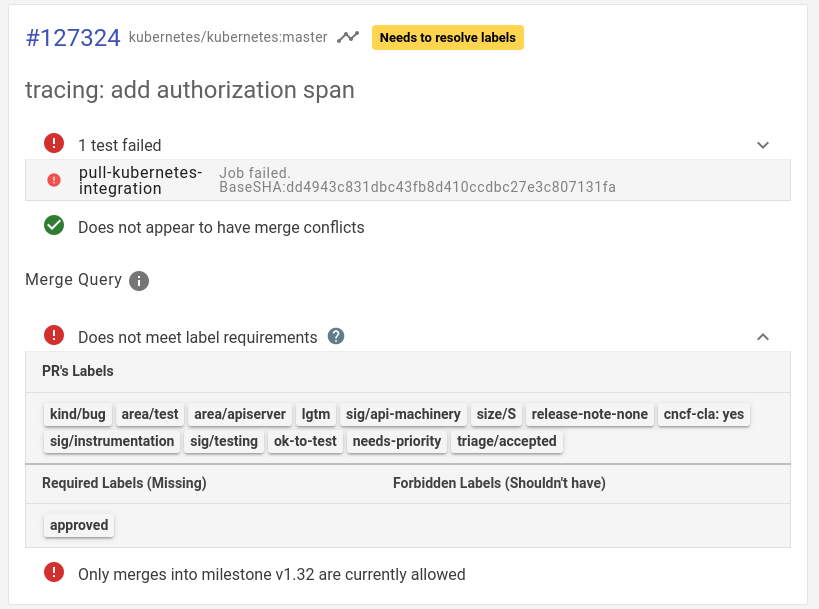 #127324 kubernetes/kubernetes:master Needs to resolve labels
tracing: add authorization span
1 test failed
pull-kubernetes-integration
Job failed.
BaseSHA:dd4943c831dbc43fb8d410ccdbc27e3c807131fa
Does not appear to have merge conflicts
Merge Query
Does not meet label requirements
PR's Labels
kind/bug area/test area/apiserver lgtm sig/api-machinery size/S release-note-none cncf-cla: yes
sig/instrumentation sig/testing ok-to-test needs-priority triage/accepted
Required Labels (Missing) Forbidden Labels (Shouldn't have)
approved
Only merges into milestone v1.32 are currently allowed